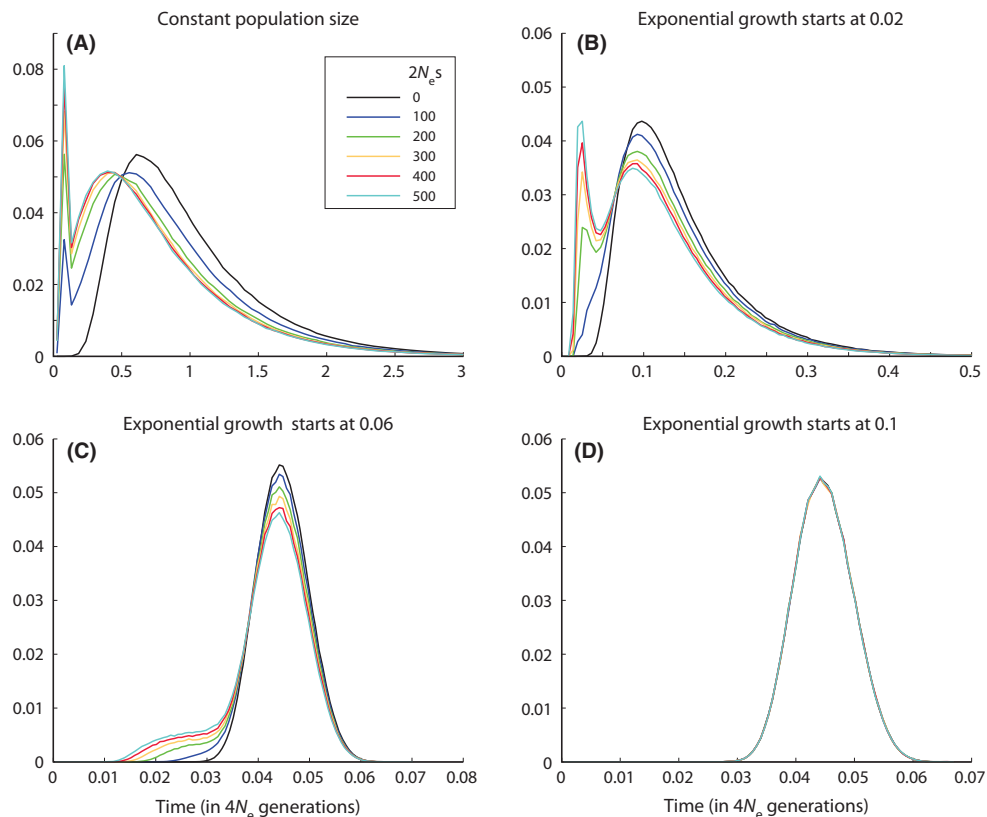 Constant population size
(A)
0.08
0.06
0.04
0.02
0
0 0.5 1 1.5 2 2.5 3
2Nₑs
0
100
200
300
400
500
Exponential growth starts at 0.02
(B)
0.06
0.05
0.04
0.03
0.02
0.01
0
0 0.1 0.2 0.3 0.4 0.5
Exponential growth starts at 0.06
(C)
0.06
0.05
0.04
0.03
0.02
0.01
0
0 0.01 0.02 0.03 0.04 0.05 0.06 0.07 0.08
Time (in 4Nₑ generations)
Exponential growth starts at 0.1
(D)
0.06
0.05
0.04
0.03
0.02
0.01
0
0 0.01 0.02 0.03 0.04 0.05 0.06 0.07
Time (in 4Nₑ generations)